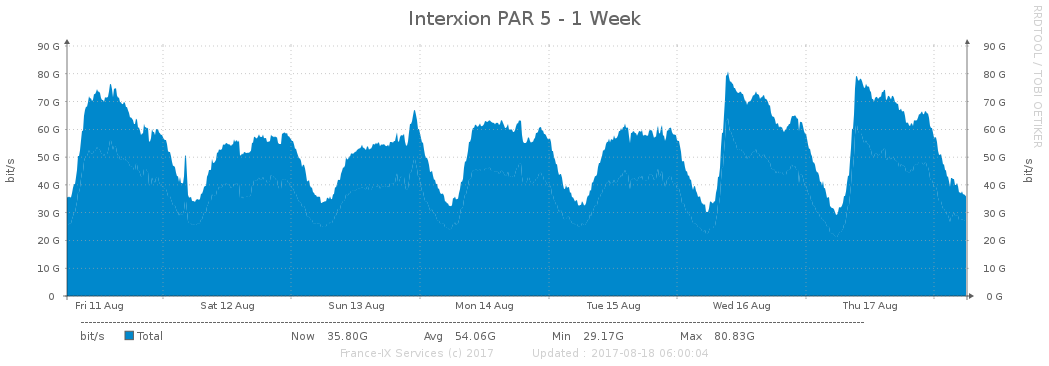 Interxion PAR 5 - 1 Week
RRDTOOL / TOBI OETIKER
bit/s
90 G 90 G
80 G 80 G
70 G 70 G
60 G 60 G
50 G 50 G
40 G 40 G
30 G 30 G
20 G 20 G
10 G 10 G
0 0 G
bit/s
Fri 11 Aug Sat 12 Aug Sun 13 Aug Mon 14 Aug Tue 15 Aug Wed 16 Aug Thu 17 Aug
bit/s Total Now 35.80G Avg 54.06G Min 29.17G Max 80.83G
France-IX Services (c) 2017 Updated : 2017-08-18 06:00:04